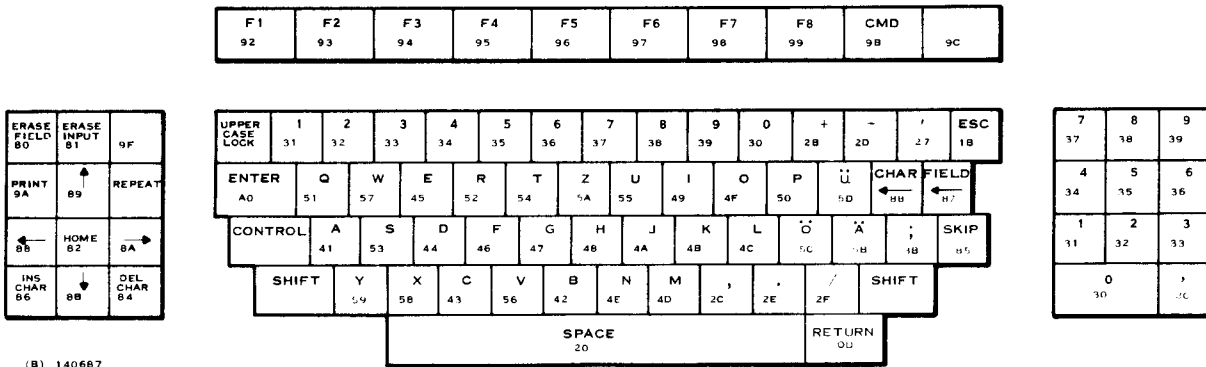 F1 F2 F3 F4 F5 F6 F7 F8 CMD
92 93 94 95 96 97 98 99 9B 9C
ERASE FIELD 80 ERASE INPUT 81 9F
PRINT 9A ↑ 89 REPEAT
← 88 HOME 82 → 8A
INS CHAR 86 ↓ 8B DEL CHAR 84
UPPER CASE LOCK 1 2 3 4 5 6 7 8 9 0 + - ' ESC
31 32 33 34 35 36 37 38 39 30 2B 2D 27 1B
ENTER Q W E R T Z U I O P Ü CHAR ← FIELD ←
A0 51 57 45 52 54 5A 55 49 4F 50 5D 88 87
CONTROL A S D F G H J K L Ö Ä ; SKIP
41 53 44 46 47 48 4A 4B 4C 5C 5B 3B 85
SHIFT Y X C V B N M , . / SHIFT
59 58 43 56 42 4E 4D 2C 2E 2F
SPACE RETURN
20
7 8 9
37 38 39
4 5 6
34 35 36
1 2 3
31 32 33
0 ,
30
(B) 140687